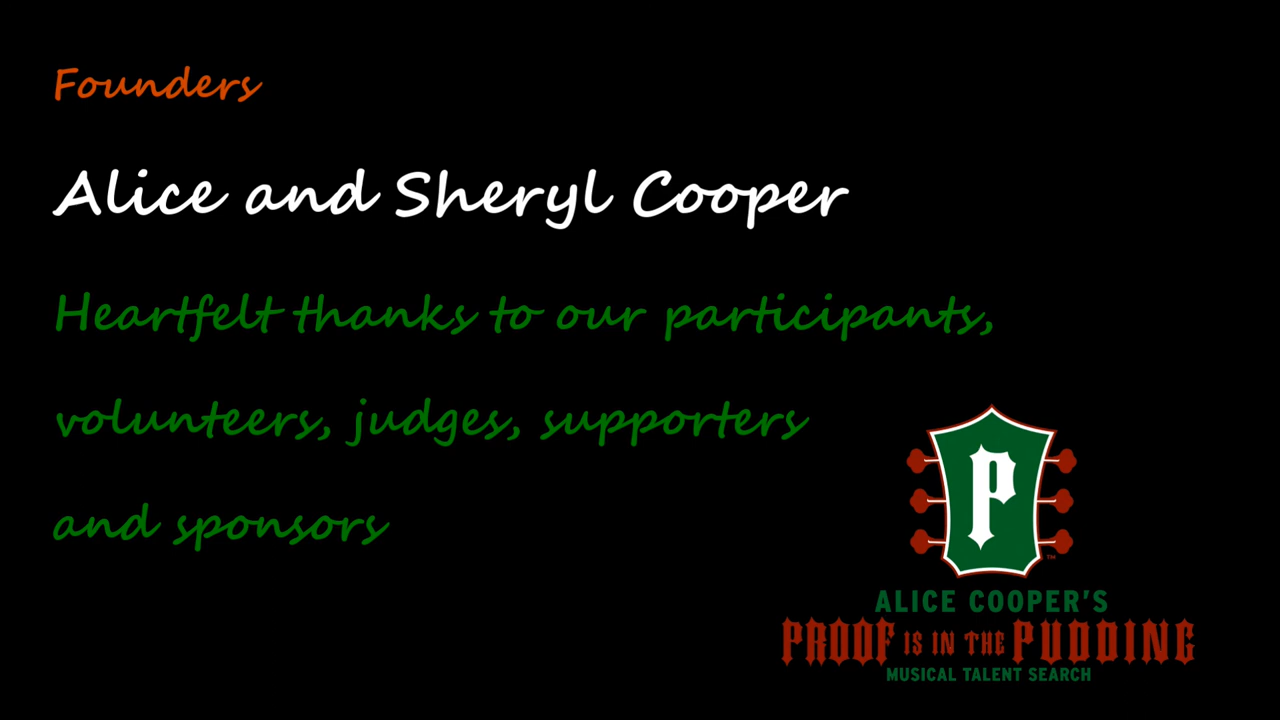 Founders
Alice and Sheryl Cooper
Heartfelt thanks to our participants,
volunteers, judges, supporters
and sponsors
P
TM
ALICE COOPER'S
PROOF IS IN THE PUDDING
MUSICAL TALENT SEARCH